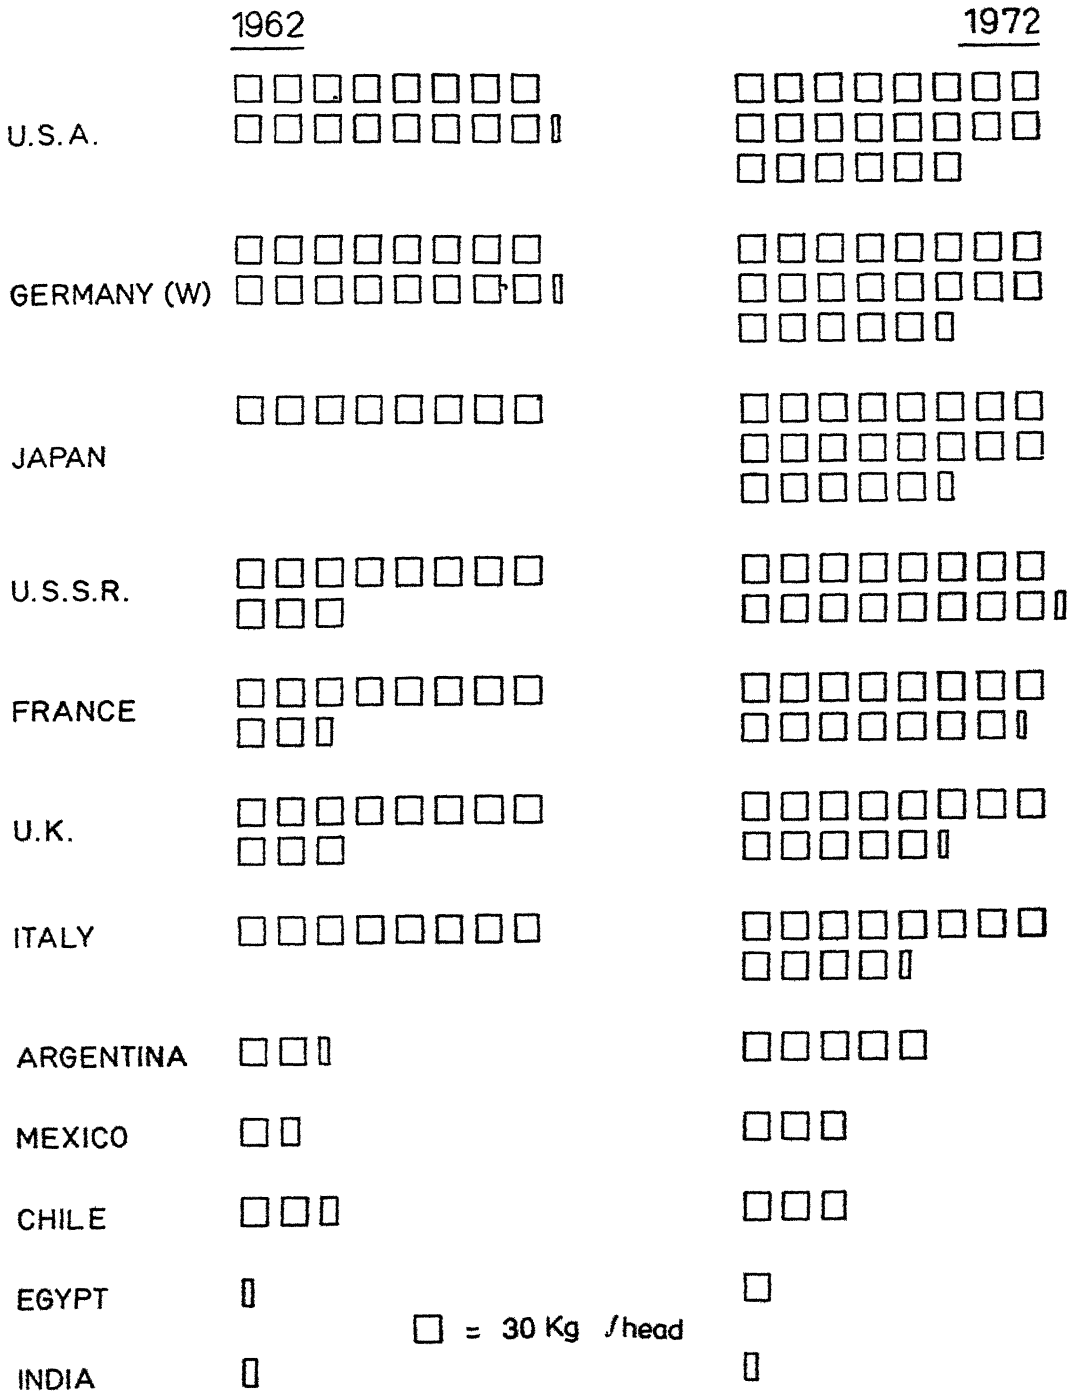 1962 1972
U.S.A.
GERMANY (W)
JAPAN
U.S.S.R.
FRANCE
U.K.
ITALY
ARGENTINA
MEXICO
CHILE
EGYPT
= 30 Kg /head
INDIA